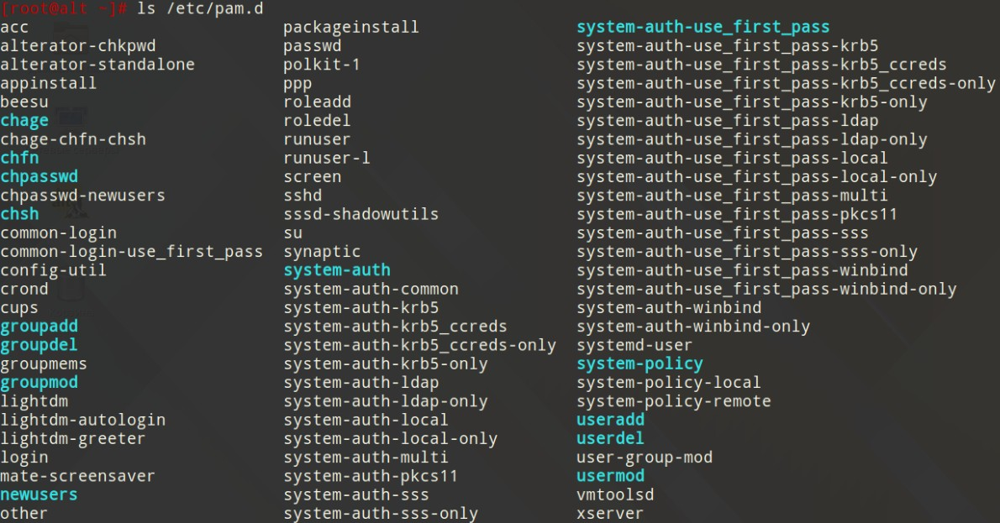 [root@alt ~]# ls /etc/pam.d
acc packageinstall system-auth-use_first_pass
alterator-chkpwd passwd system-auth-use_first_pass-krb5
alterator-standalone polkit-1 system-auth-use_first_pass-krb5_ccreds
appinstall ppp system-auth-use_first_pass-krb5_ccreds-only
beesu roleadd system-auth-use_first_pass-krb5-only
chage roledel system-auth-use_first_pass-ldap
chage-chfn-chsh runuser system-auth-use_first_pass-ldap-only
chfn runuser-l system-auth-use_first_pass-local
chpasswd screen system-auth-use_first_pass-local-only
chpasswd-newusers sshd system-auth-use_first_pass-multi
chsh sssd-shadowutils system-auth-use_first_pass-pkcs11
common-login su system-auth-use_first_pass-sss
common-login-use_first_pass synaptic system-auth-use_first_pass-sss-only
config-util system-auth system-auth-use_first_pass-winbind
crond system-auth-common system-auth-use_first_pass-winbind-only
cups system-auth-krb5 system-auth-winbind
groupadd system-auth-krb5_ccreds system-auth-winbind-only
groupdel system-auth-krb5_ccreds-only systemd-user
groupmems system-auth-krb5-only system-policy
groupmod system-auth-ldap system-policy-local
lightdm system-auth-ldap-only system-policy-remote
lightdm-autologin system-auth-local useradd
lightdm-greeter system-auth-local-only userdel
login system-auth-multi user-group-mod
mate-screensaver system-auth-pkcs11 usermod
newusers system-auth-sss vmtoolsd
other system-auth-sss-only xserver